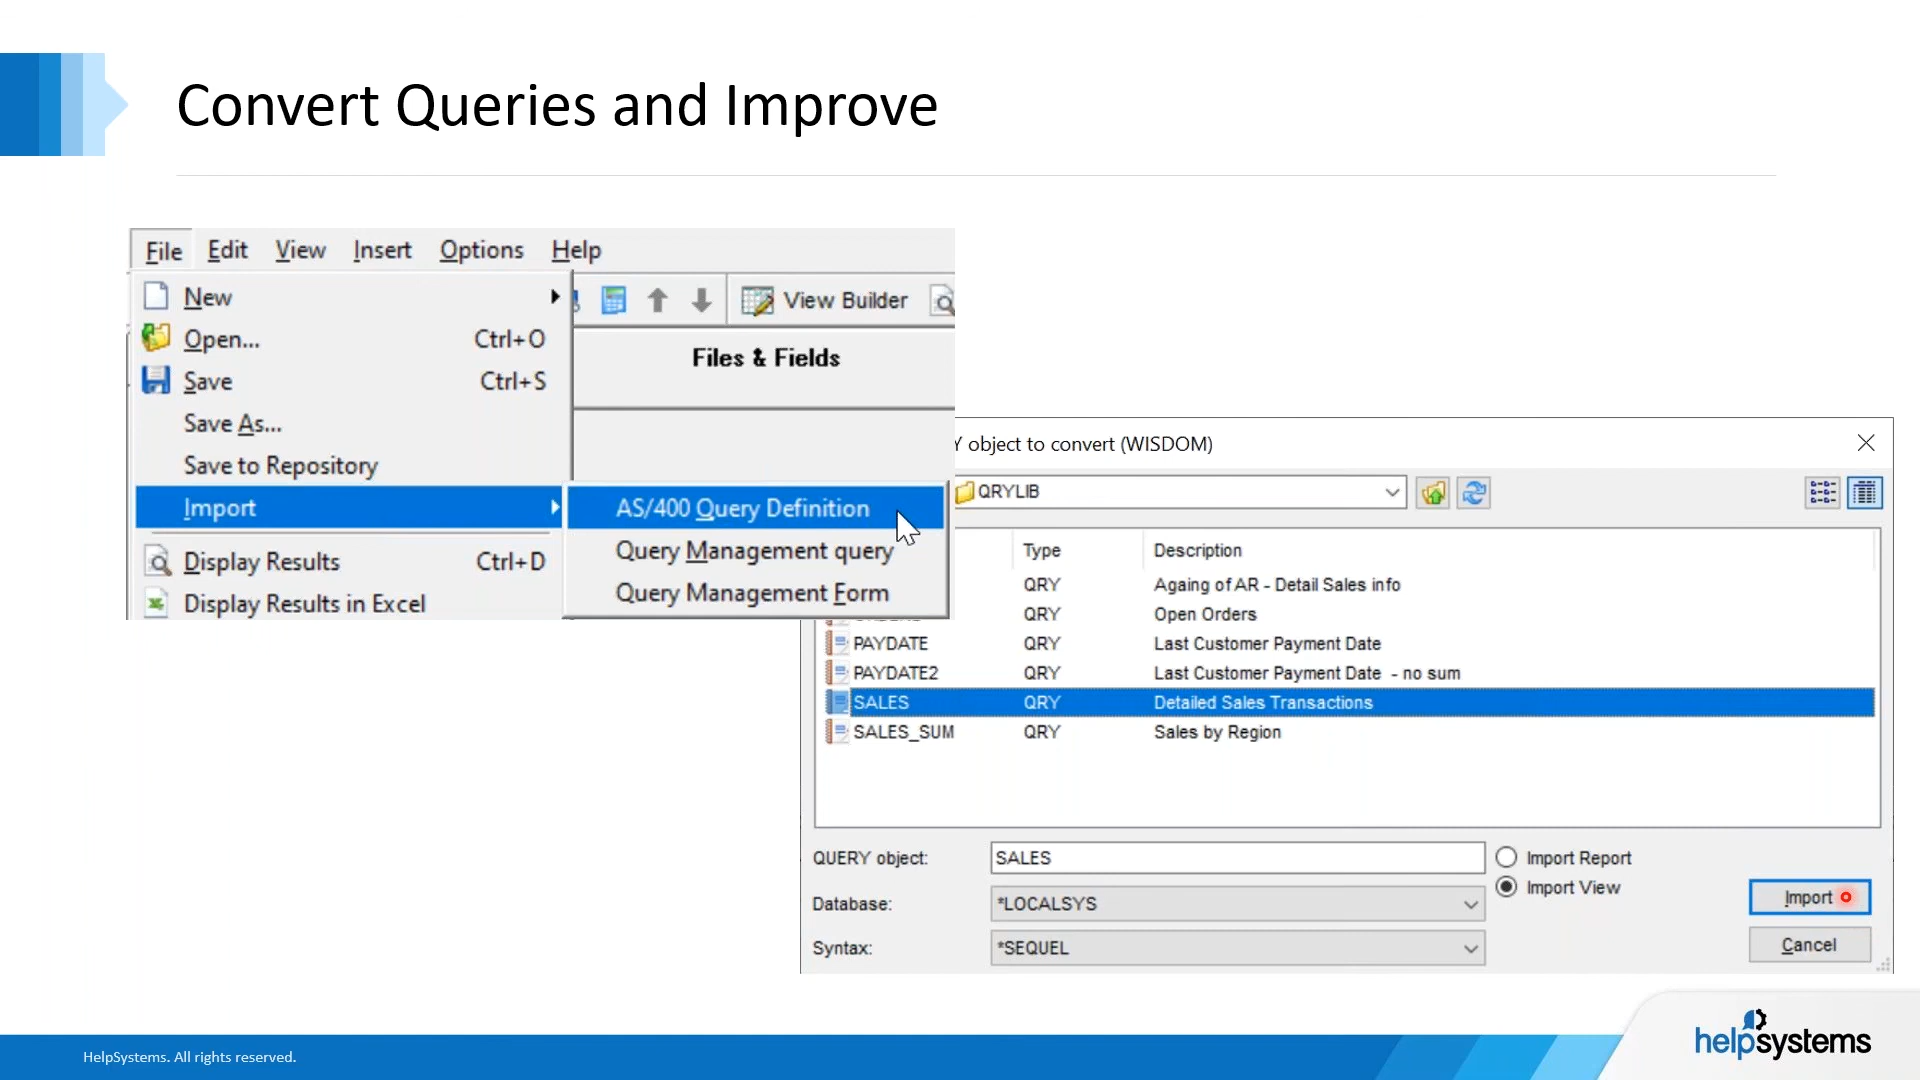 Convert Queries and Improve
File Edit View Insert Options Help
New
Open... Ctrl+O
Save Ctrl+S
Save As...
Save to Repository
Import
Display Results Ctrl+D
Display Results in Excel
View Builder
Files & Fields
AS/400 Query Definition
Query Management query
Query Management Form
Y object to convert (WISDOM)
QRYLIB
Type Description
QRY Againg of AR - Detail Sales info
QRY Open Orders
PAYDATE QRY Last Customer Payment Date
PAYDATE2 QRY Last Customer Payment Date - no sum
SALES QRY Detailed Sales Transactions
SALES_SUM QRY Sales by Region
QUERY object: SALES
Import Report
Import View
Database: *LOCALSYS
Import
Syntax: *SEQUEL
Cancel
HelpSystems. All rights reserved.
helpsystems